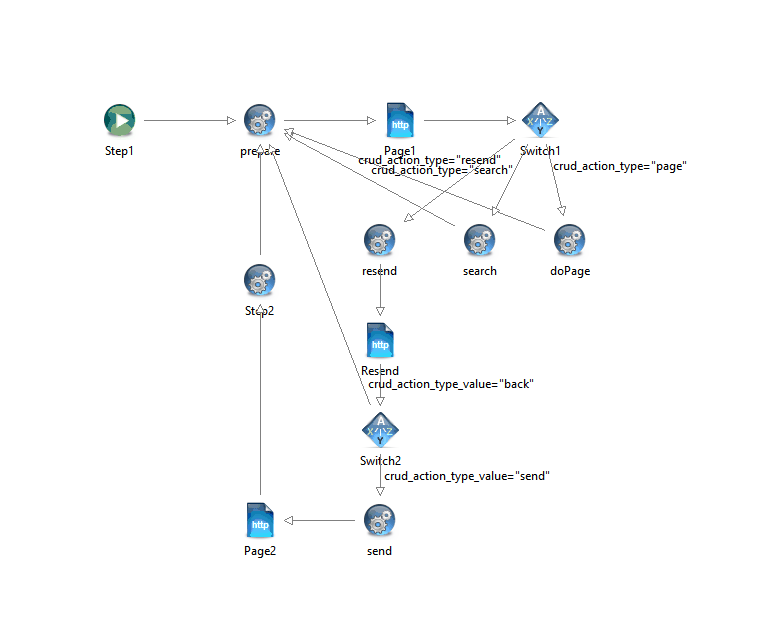 Step1
prepare
Page1
Switch1
crud_action_type="resend"
crud_action_type="search"
crud_action_type="page"
resend
search
doPage
Step2
Resend
crud_action_type_value="back"
Switch2
crud_action_type_value="send"
Page2
send
http
http
http
A
X
Z
Y
A
X
Z
Y